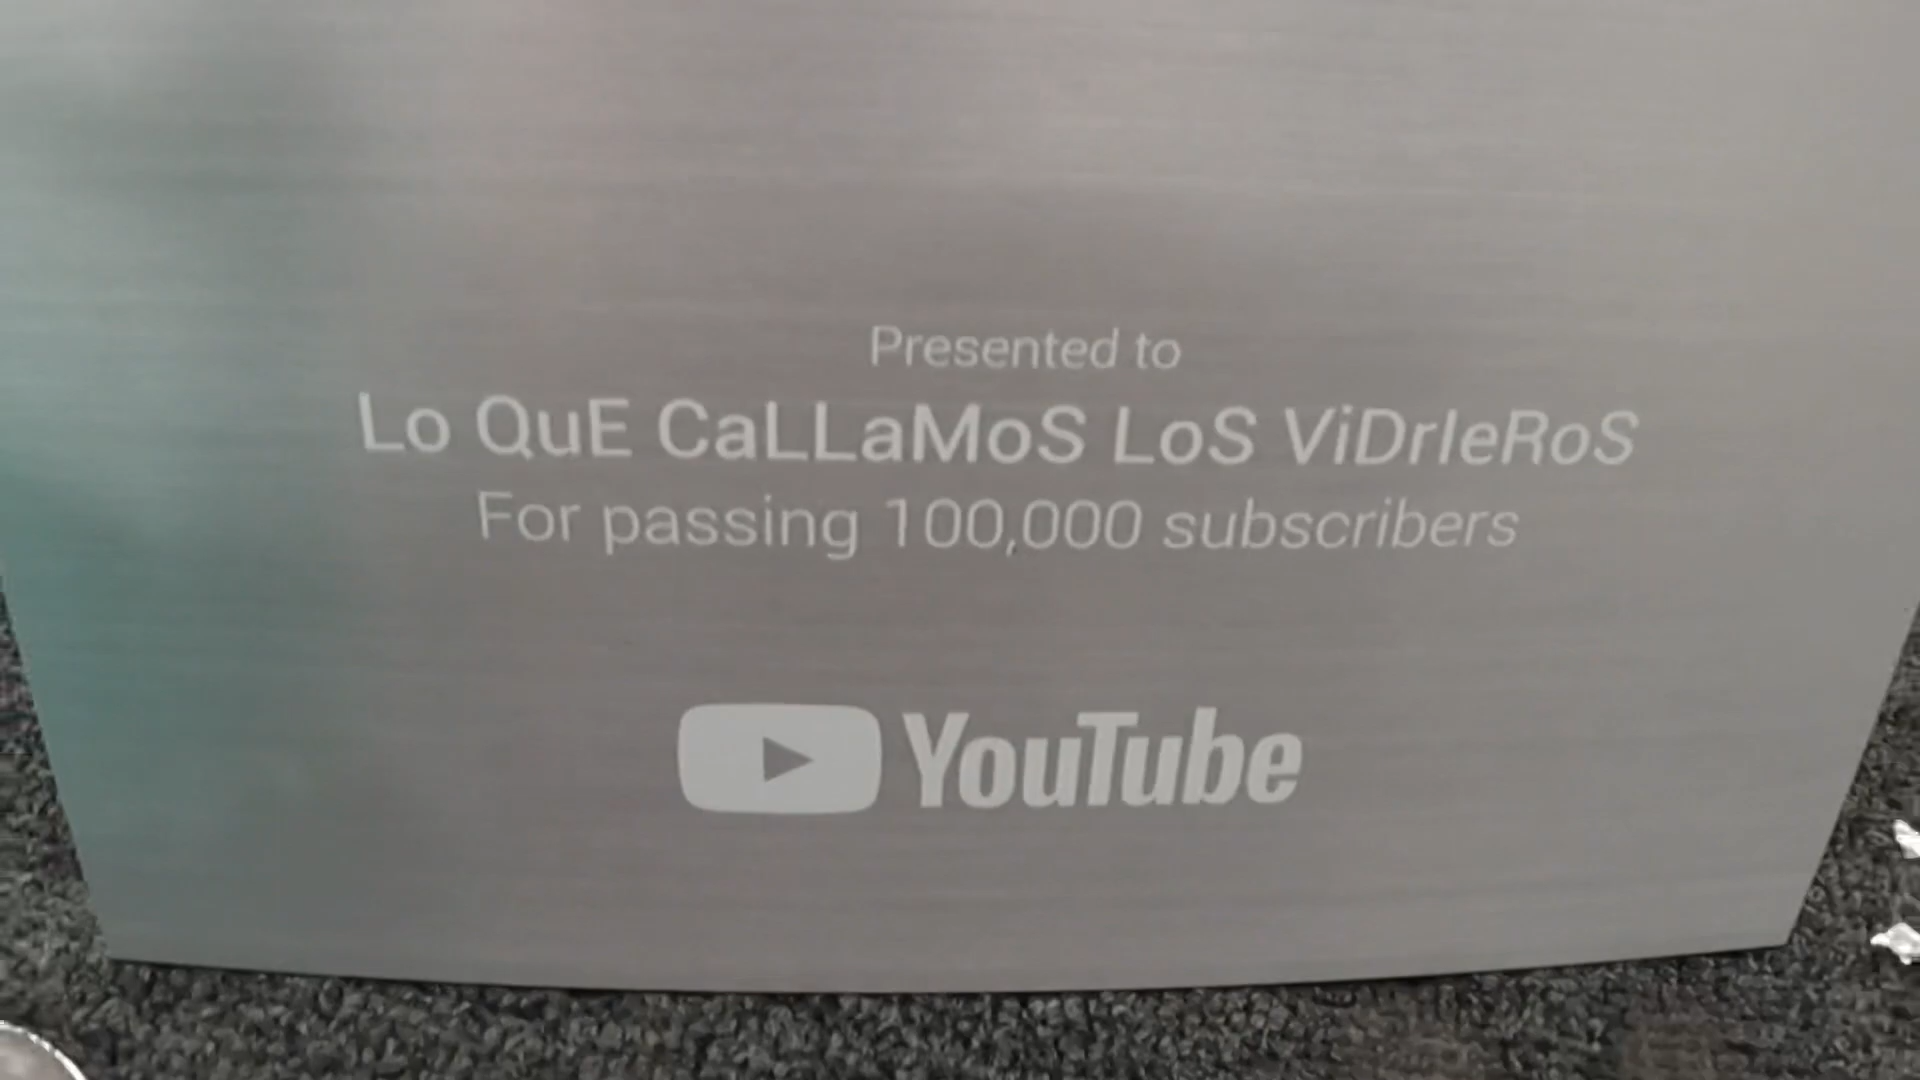 Presented to
Lo QuE CaLLaMoS LoS ViDrIeRoS
For passing 100,000 subscribers
YouTube